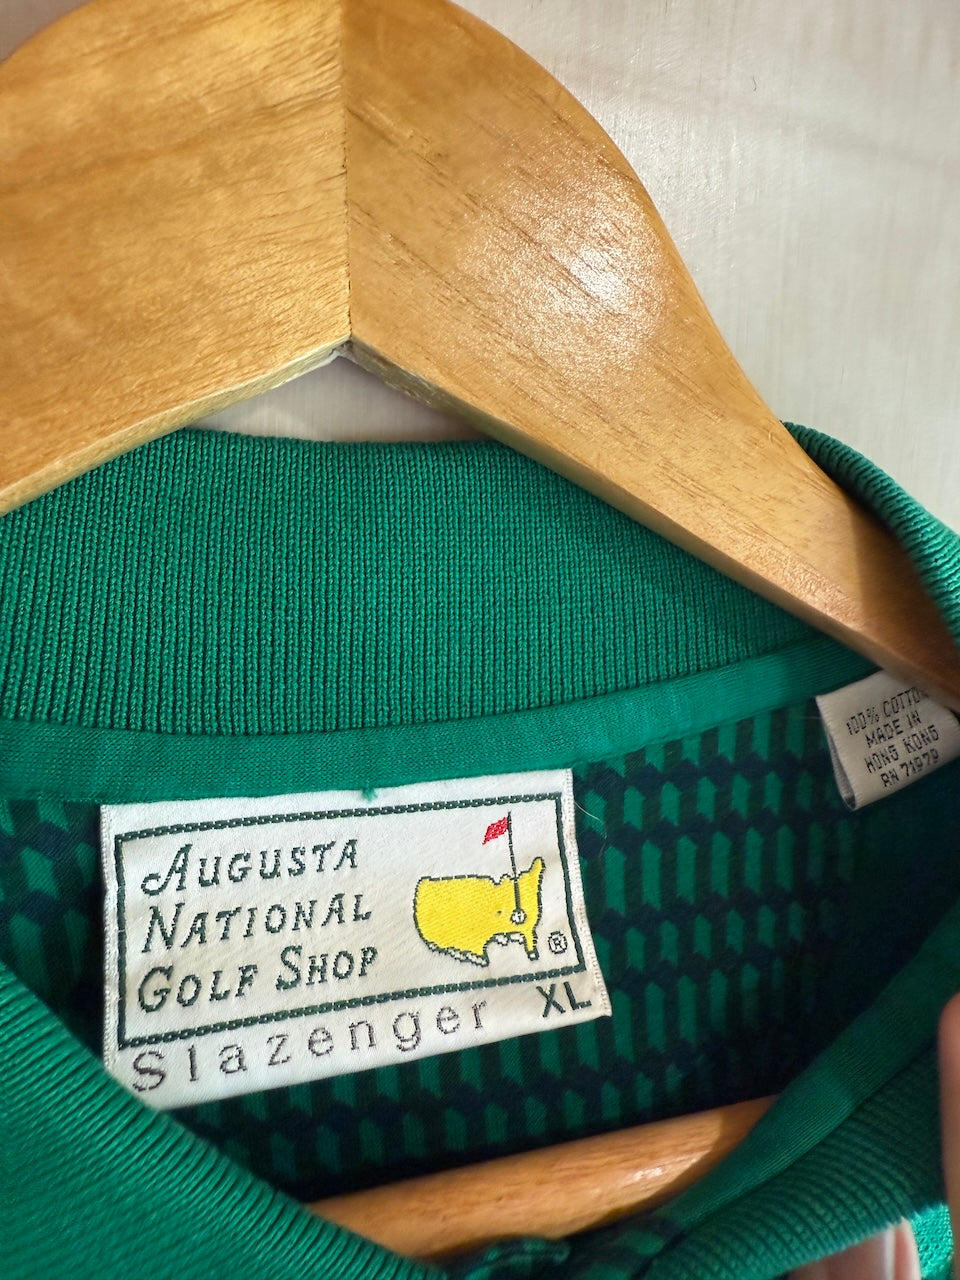 AUGUSTA
NATIONAL
GOLF SHOP
®
XL
Slazenger
100% COTTON
MADE IN
HONG KONG
RN 71979